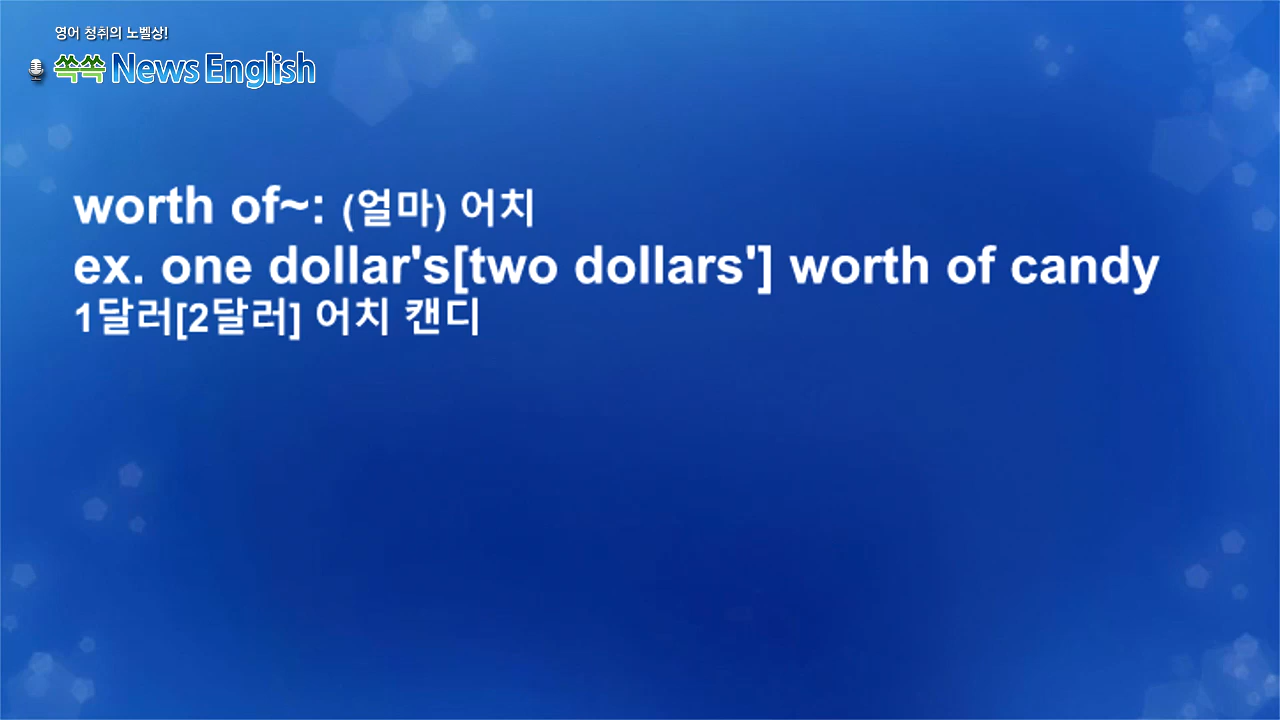 영어 청취의 노벨상!
쏙쏙 News English
worth of~: (얼마) 어치
ex. one dollar's[two dollars'] worth of candy
1달러[2달러] 어치 캔디